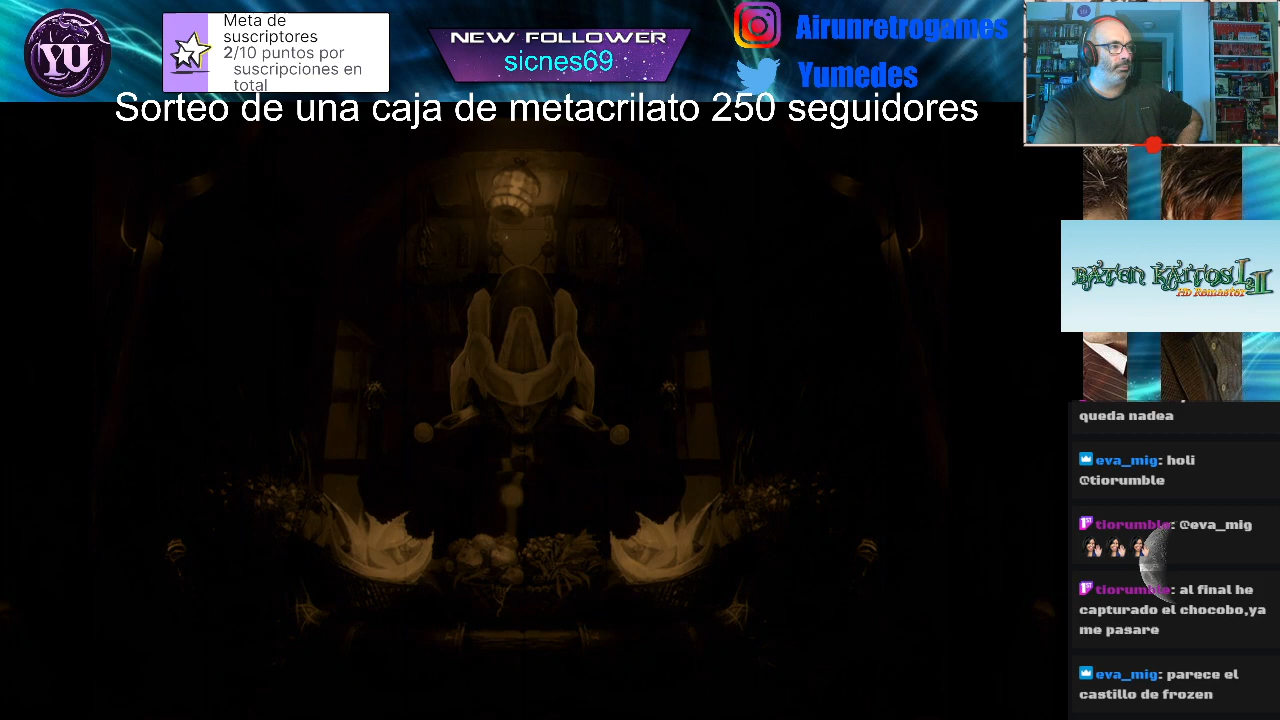 YU
Meta de
suscriptores
2/10 puntos por
suscripciones en
total
NEW FOLLOWER
sicnes69
Airunretrogames
Yumedes
Sorteo de una caja de metacrilato 250 seguidores
BATEN KAITOS I & II
HD Remaster
queda nadea
eva_mig: holi
@tiorumble
tiorumble: @eva_mig
tiorumble: al final he
capturado el chocobo,ya
me pasare
eva_mig: parece el
castillo de frozen